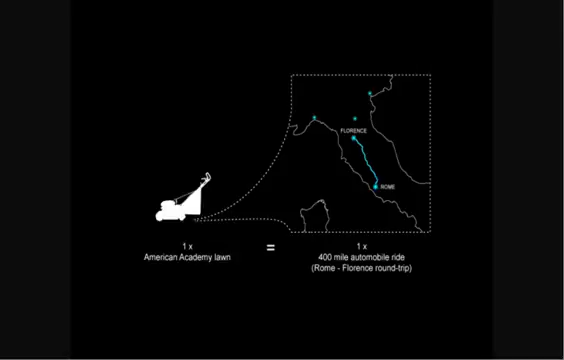 FLORENCE
ROME
1 x
American Academy lawn
=
1 x
400 mile automobile ride
(Rome - Florence round-trip)